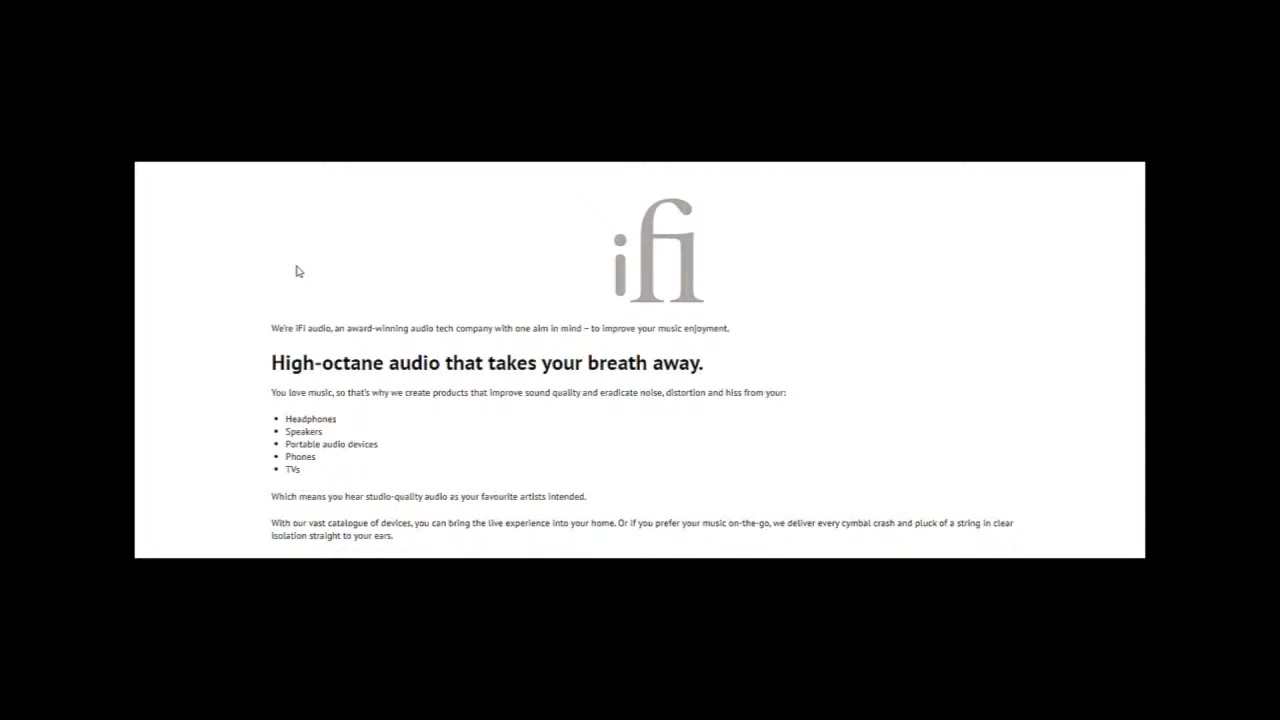 ifi
We're iFi audio, an award-winning audio tech company with one aim in mind – to improve your music enjoyment.
High-octane audio that takes your breath away.
You love music, so that's why we create products that improve sound quality and eradicate noise, distortion and hiss from your:
• Headphones
• Speakers
• Portable audio devices
• Phones
• TVs
Which means you hear studio-quality audio as your favourite artists intended.
With our vast catalogue of devices, you can bring the live experience into your home. Or if you prefer your music on-the-go, we deliver every cymbal crash and pluck of a string in clear
isolation straight to your ears.